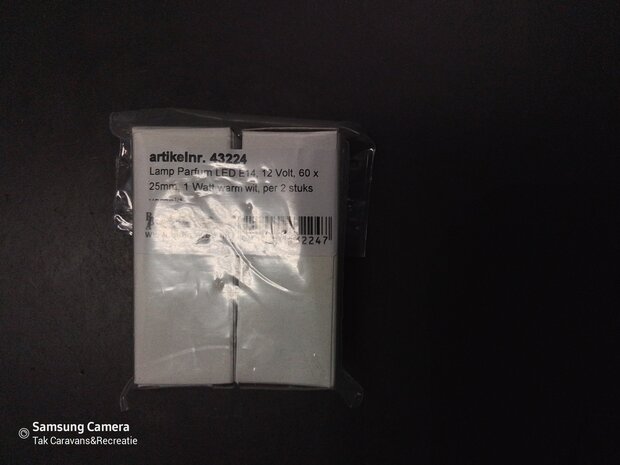 artikelnr. 43224
Lamp Parfum LED E14, 12 Volt, 60 x
25mm, 1 Watt warm wit, per 2 stuks
2247
Samsung Camera
Tak Caravans&Recreatie